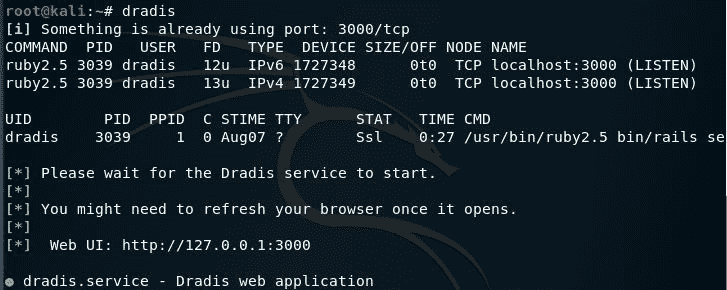 root@kali:~# dradis
[i] Something is already using port: 3000/tcp
COMMAND  PID   USER   FD   TYPE  DEVICE SIZE/OFF NODE NAME
ruby2.5 3039 dradis   12u  IPv6 1727348      0t0  TCP localhost:3000 (LISTEN)
ruby2.5 3039 dradis   13u  IPv4 1727349      0t0  TCP localhost:3000 (LISTEN)
UID        PID  PPID  C STIME TTY      STAT   TIME CMD
dradis    3039     1  0 Aug07 ?        Ssl    0:27 /usr/bin/ruby2.5 bin/rails se
[*] Please wait for the Dradis service to start.
[*]
[*] You might need to refresh your browser once it opens.
[*]
[*]  Web UI: http://127.0.0.1:3000
● dradis.service - Dradis web application